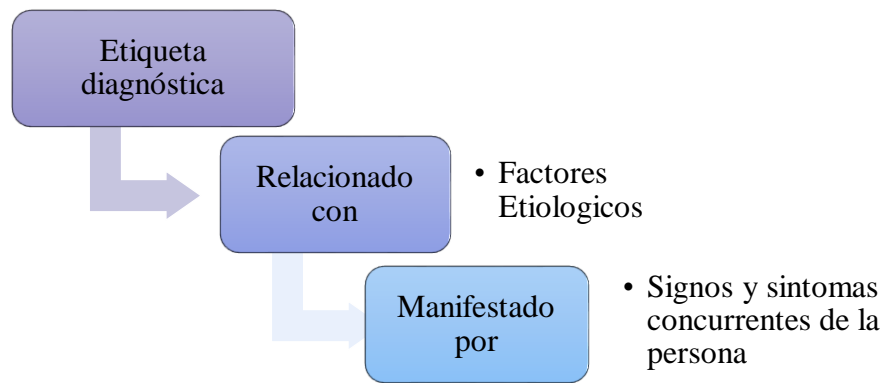 Etiqueta
diagnóstica
Relacionado
con
• Factores
Etiologicos
Manifestado
por
• Signos y sintomas
concurrentes de la
persona